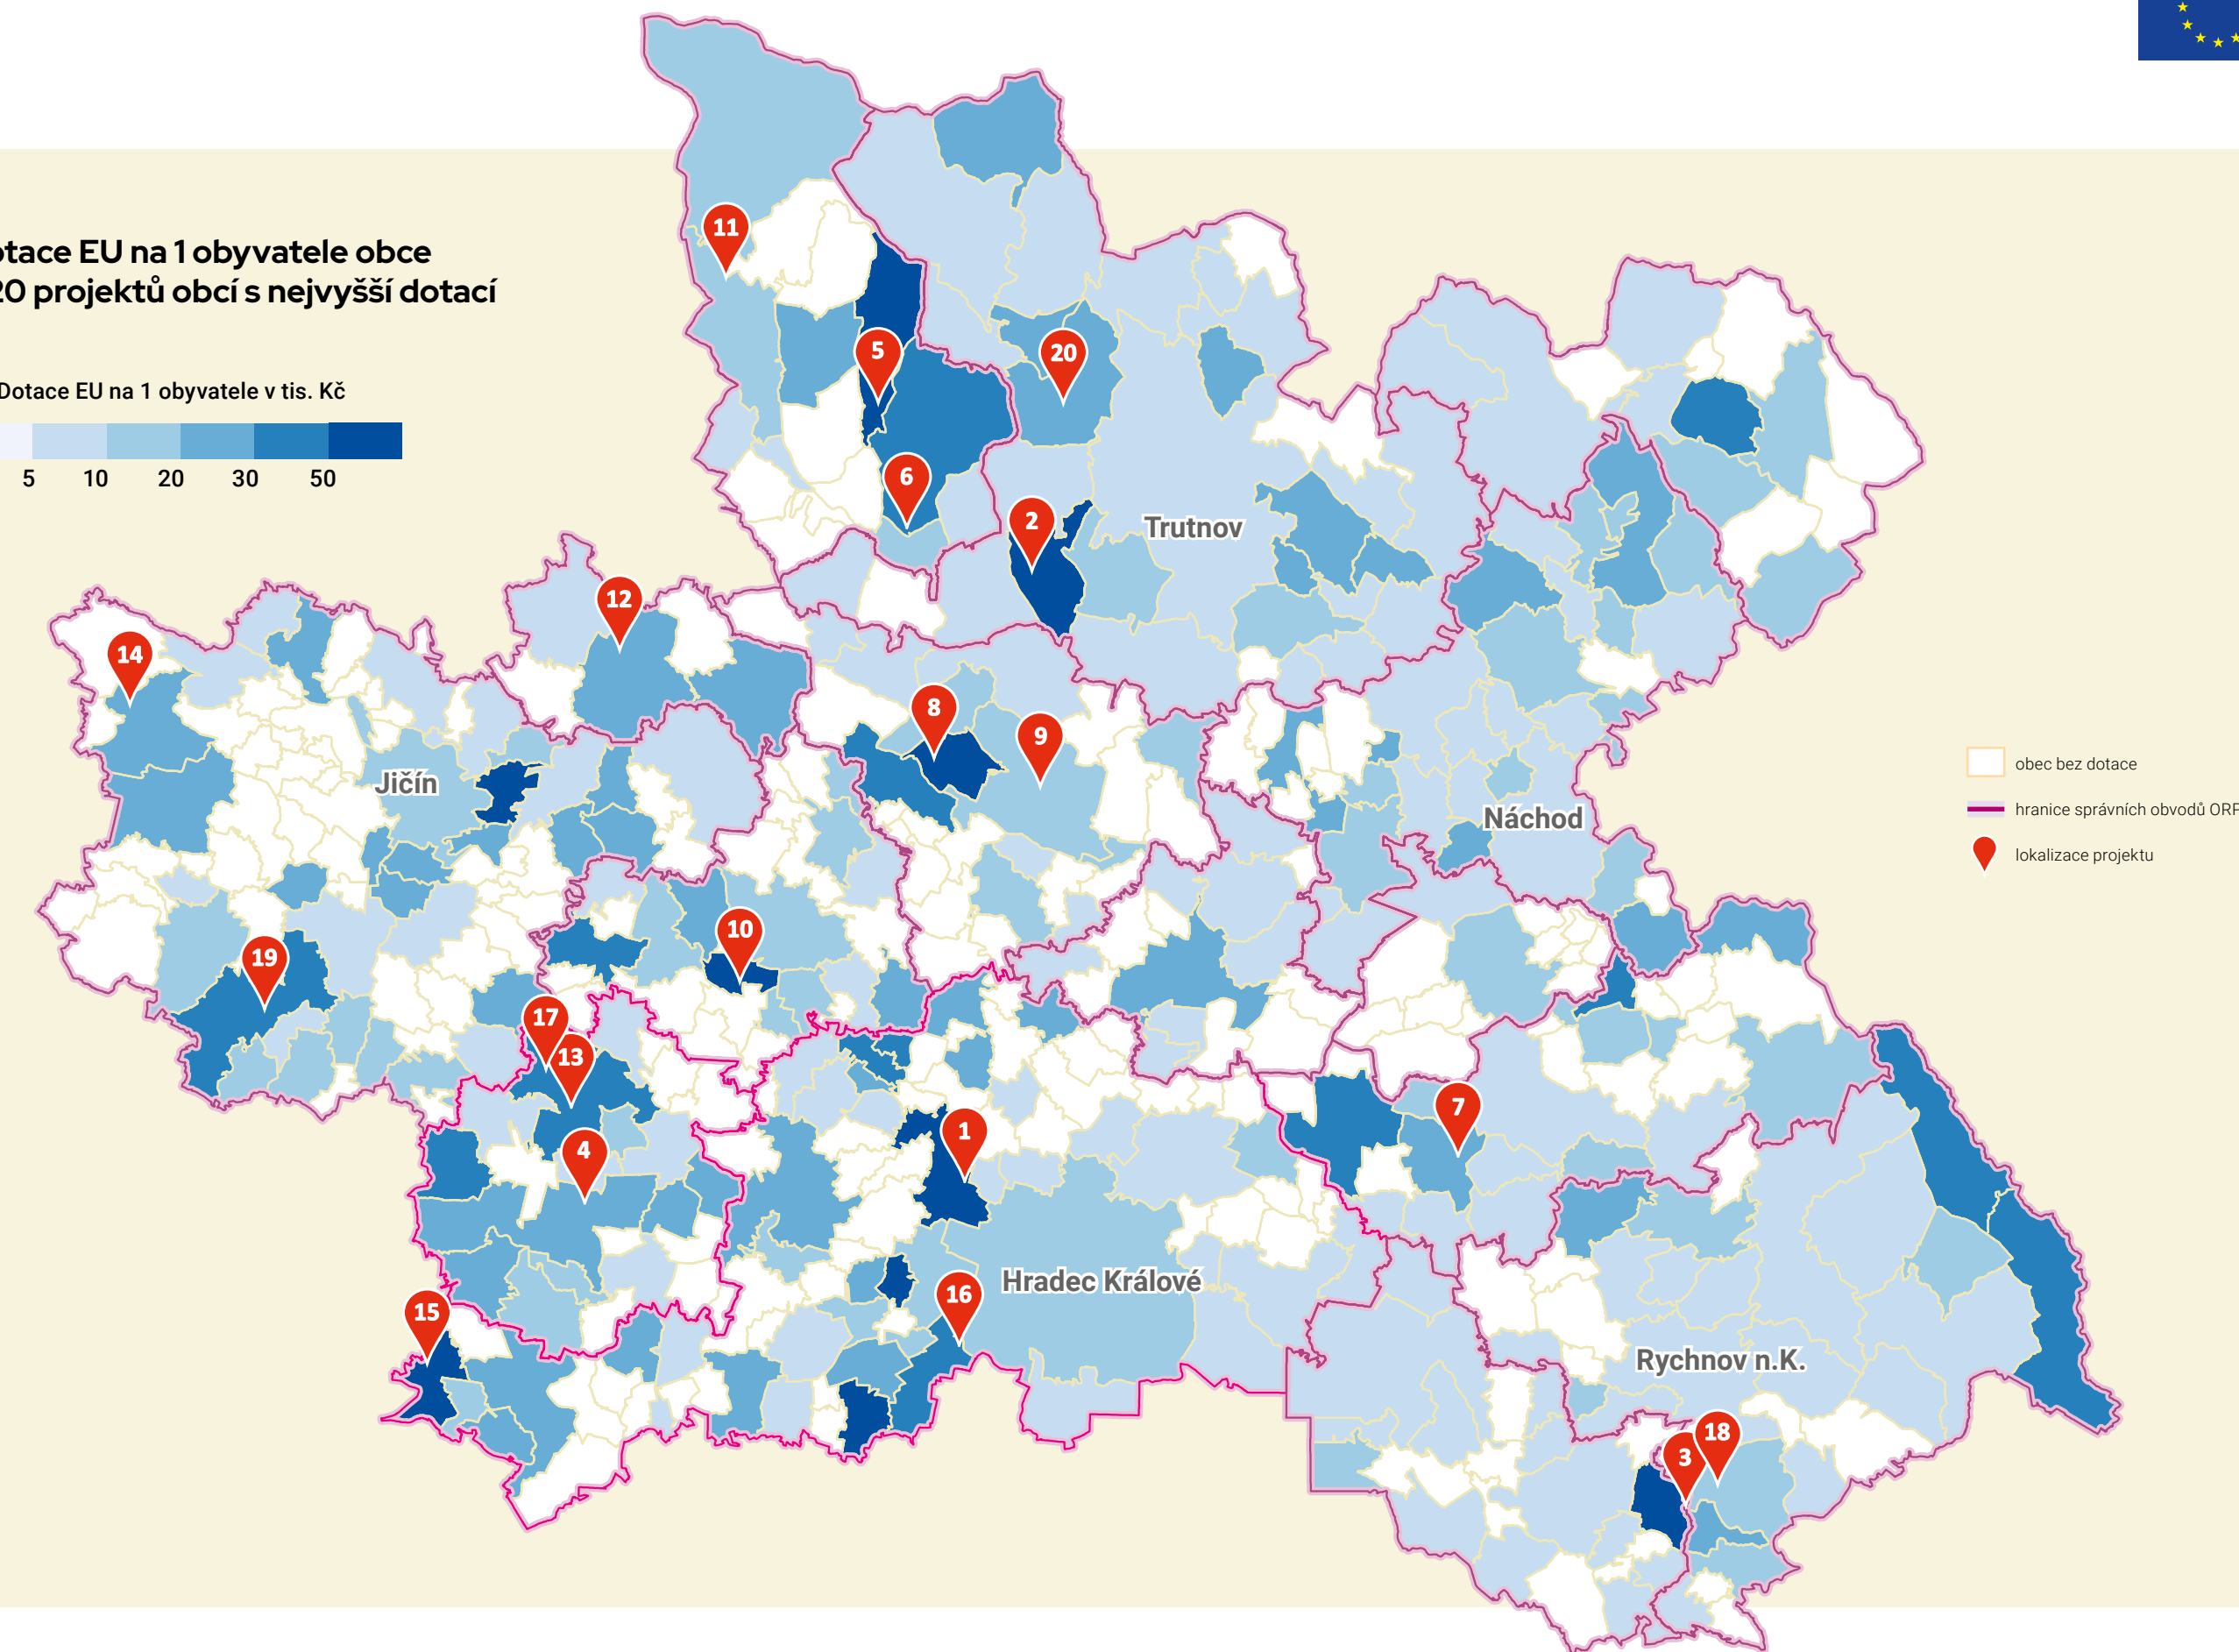 otace EU na 1 obyvatele obce
20 projektů obcí s nejvyšší dotací
Dotace EU na 1 obyvatele v tis. Kč
5 10 20 30 50
11
5
20
6
2
Trutnov
12
14
8
9
Jičín
Náchod
obec bez dotace
hranice správních obvodů ORP
lokalizace projektu
10
19
17
13
7
1
4
Hradec Králové
16
15
Rychnov n.K.
18
3